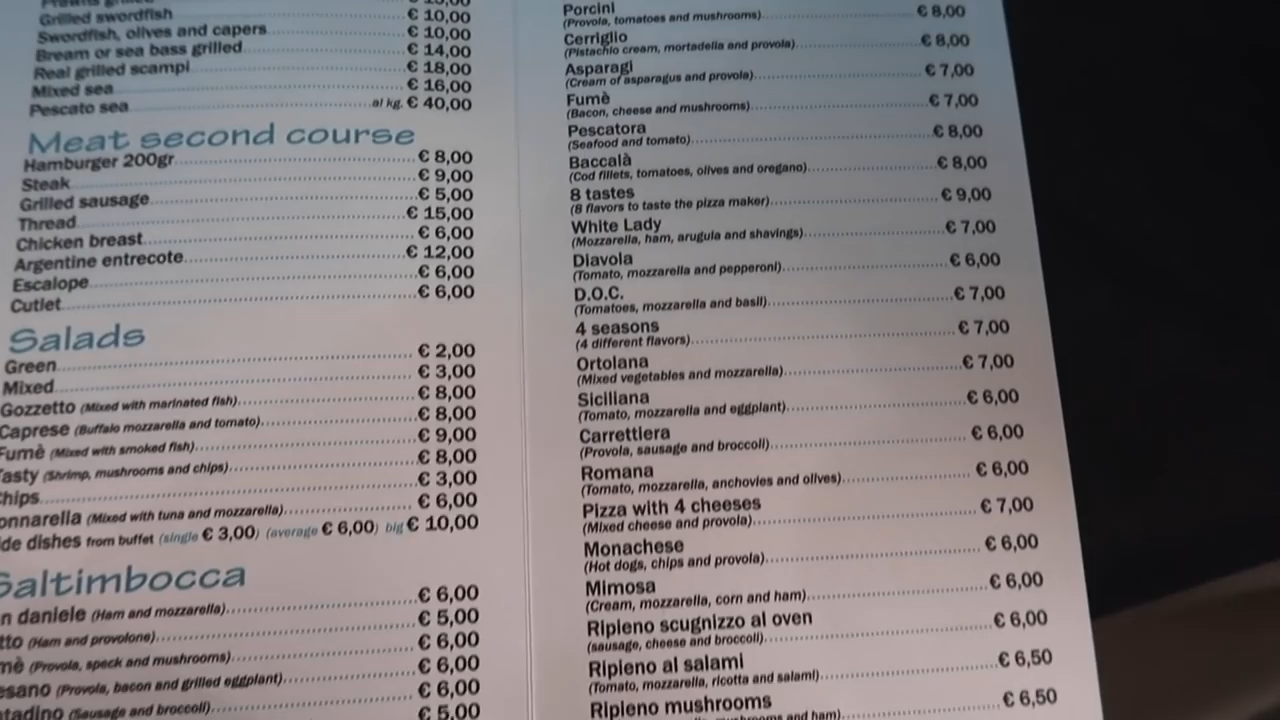 Prawns grilled
Grilled swordfish € 10,00
Swordfish, olives and capers € 10,00
Bream or sea bass grilled € 14,00
Real grilled scampi € 18,00
Mixed sea € 16,00
Pescato sea al kg. € 40,00
Meat second course
Hamburger 200gr € 8,00
Steak € 9,00
Grilled sausage € 5,00
Thread € 15,00
Chicken breast € 6,00
Argentine entrecote € 12,00
Escalope € 6,00
Cutlet € 6,00
Salads
Green € 2,00
Mixed € 3,00
Gozzetto (Mixed with marinated fish) € 8,00
Caprese (Buffalo mozzarella and tomato) € 8,00
Fumè (Mixed with smoked fish) € 9,00
asty (Shrimp, mushrooms and chips) € 8,00
hips € 3,00
onnarella (Mixed with tuna and mozzarella) € 6,00
de dishes from buffet (single € 3,00) (average € 6,00) big € 10,00
Saltimbocca
n daniele (Ham and mozzarella) € 6,00
tto (Ham and provolone) € 5,00
mè (Provola, speck and mushrooms) € 6,00
esano (Provola, bacon and grilled eggplant) € 6,00
tadino (Sausage and broccoli) € 6,00
€ 5,00
Porcini € 8,00
(Provola, tomatoes and mushrooms)
Cerriglio € 8,00
(Pistachio cream, mortadella and provola)
Asparagi € 7,00
(Cream of asparagus and provola)
Fumè € 7,00
(Bacon, cheese and mushrooms)
Pescatora € 8,00
(Seafood and tomato)
Baccalà € 8,00
(Cod fillets, tomatoes, olives and oregano)
8 tastes € 9,00
(8 flavors to taste the pizza maker)
White Lady € 7,00
(Mozzarella, ham, arugula and shavings)
Diavola € 6,00
(Tomato, mozzarella and pepperoni)
D.O.C. € 7,00
(Tomatoes, mozzarella and basil)
4 seasons € 7,00
(4 different flavors)
Ortolana € 7,00
(Mixed vegetables and mozzarella)
Siciliana € 6,00
(Tomato, mozzarella and eggplant)
Carrettiera € 6,00
(Provola, sausage and broccoli)
Romana € 6,00
(Tomato, mozzarella, anchovies and olives)
Pizza with 4 cheeses € 7,00
(Mixed cheese and provola)
Monachese € 6,00
(Hot dogs, chips and provola)
Mimosa € 6,00
(Cream, mozzarella, corn and ham)
Ripieno scugnizzo al oven € 6,00
(sausage, cheese and broccoli)
Ripieno al salami € 6,50
(Tomato, mozzarella, ricotta and salami)
Ripieno mushrooms € 6,50
mushrooms and ham)